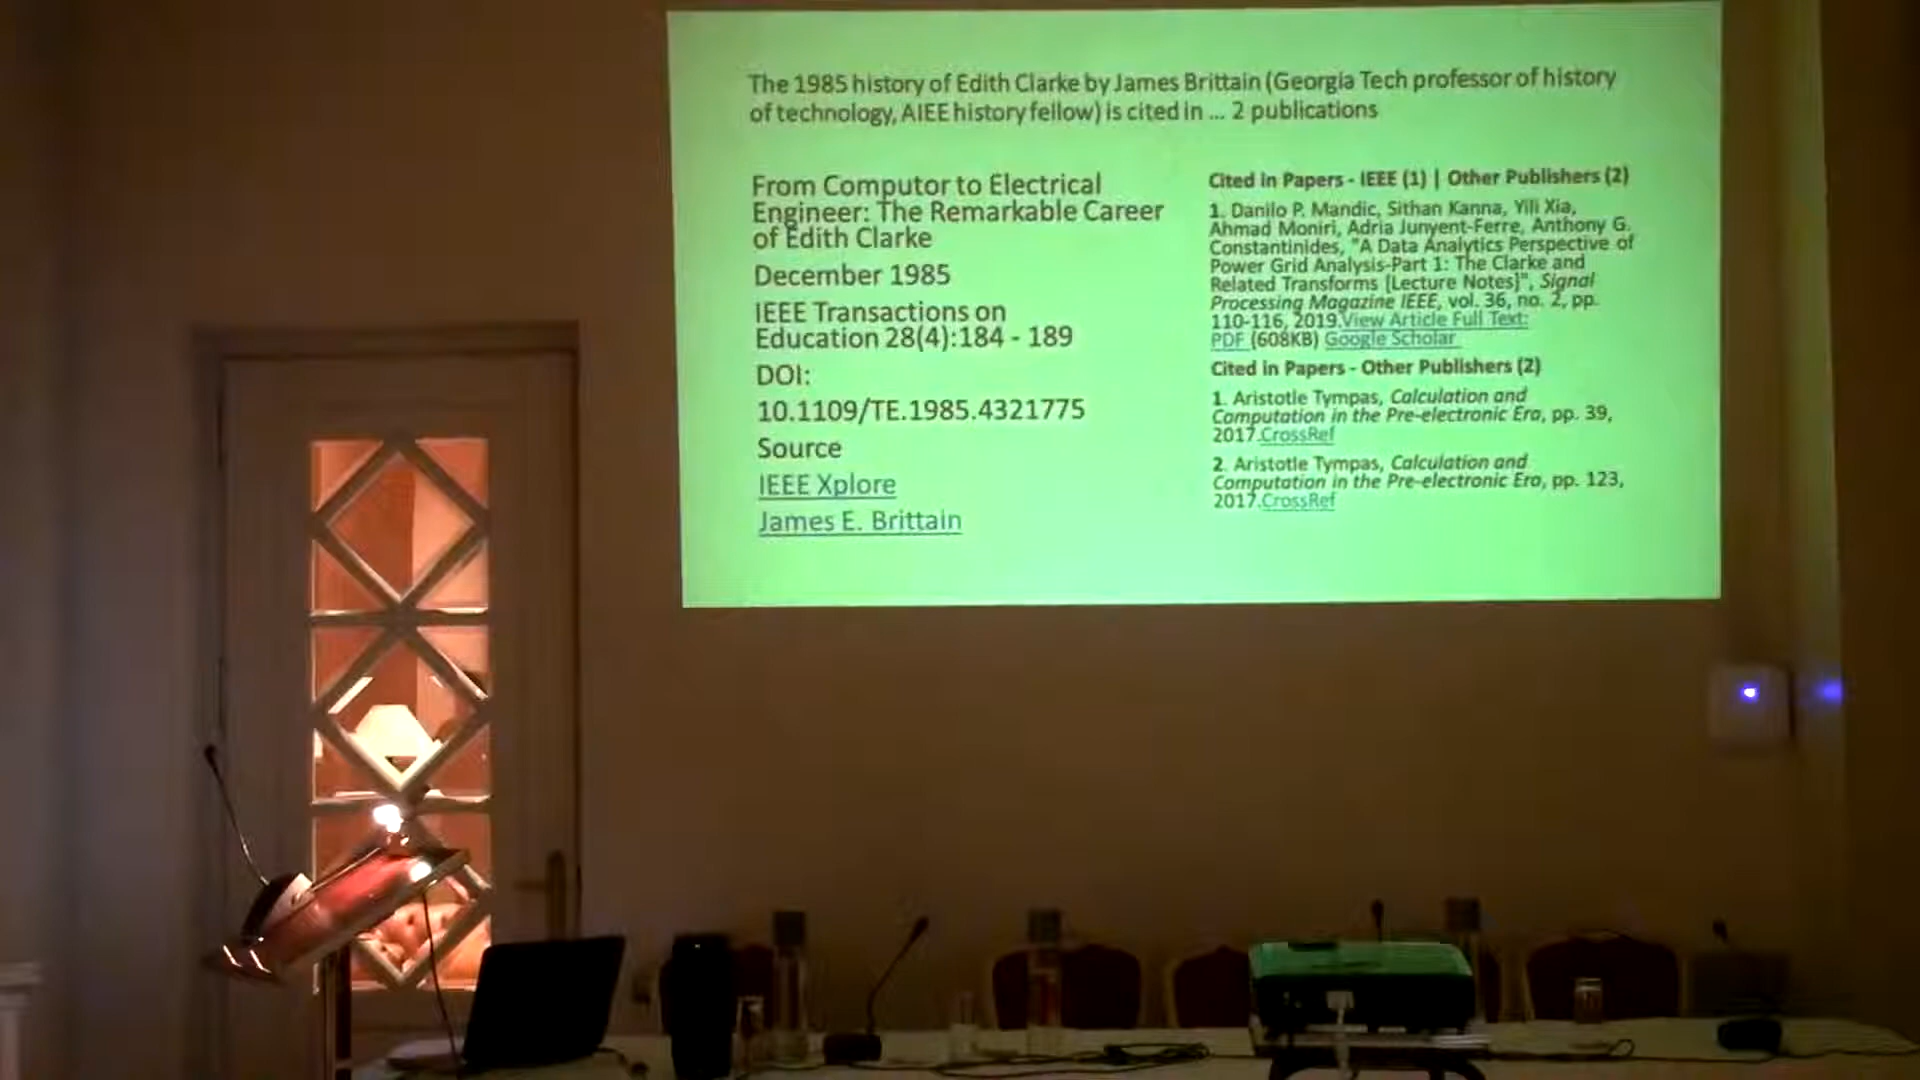 The 1985 history of Edith Clarke by James Brittain (Georgia Tech professor of history
of technology, AIEE history fellow) is cited in ... 2 publications
From Computor to Electrical
Engineer: The Remarkable Career
of Edith Clarke
December 1985
IEEE Transactions on
Education 28(4):184 - 189
DOI:
10.1109/TE.1985.4321775
Source
IEEE Xplore
James E. Brittain
Cited in Papers - IEEE (1) | Other Publishers (2)
1. Danilo P. Mandic, Sithan Kanna, Yili Xia,
Ahmad Moniri, Adria Junyent-Ferre, Anthony G.
Constantinides, "A Data Analytics Perspective of
Power Grid Analysis-Part 1: The Clarke and
Related Transforms [Lecture Notes]", Signal
Processing Magazine IEEE, vol. 36, no. 2, pp.
110-116, 2019.View Article Full Text:
PDF (608KB) Google Scholar
Cited in Papers - Other Publishers (2)
1. Aristotle Tympas, Calculation and
Computation in the Pre-electronic Era, pp. 39,
2017.CrossRef
2. Aristotle Tympas, Calculation and
Computation in the Pre-electronic Era, pp. 123,
2017.CrossRef